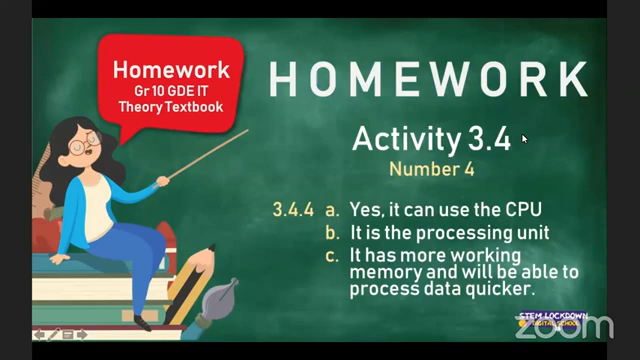 Homework
Gr 10 GDE IT
Theory Textbook
HOMEWORK
Activity 3.4
Number 4
3.4.4 a. Yes, it can use the CPU
b. It is the processing unit
c. It has more working
memory and will be able to
process data quicker.
STEM LOCKDOWN
DIGITAL SCHOOL
zoom